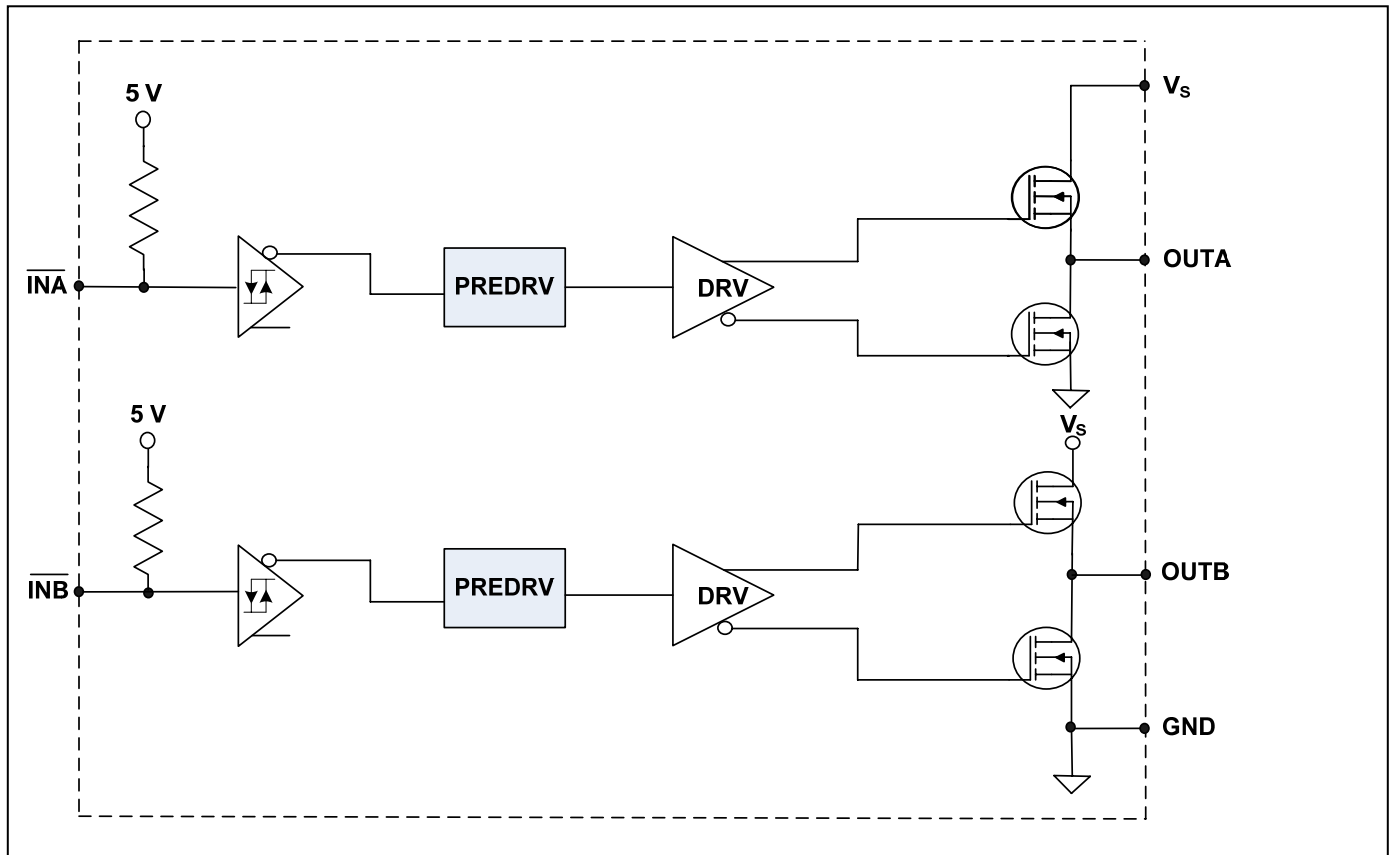 5 V
V_S
INA
PREDRV
DRV
OUTA
5 V
V_S
INB
PREDRV
DRV
OUTB
GND